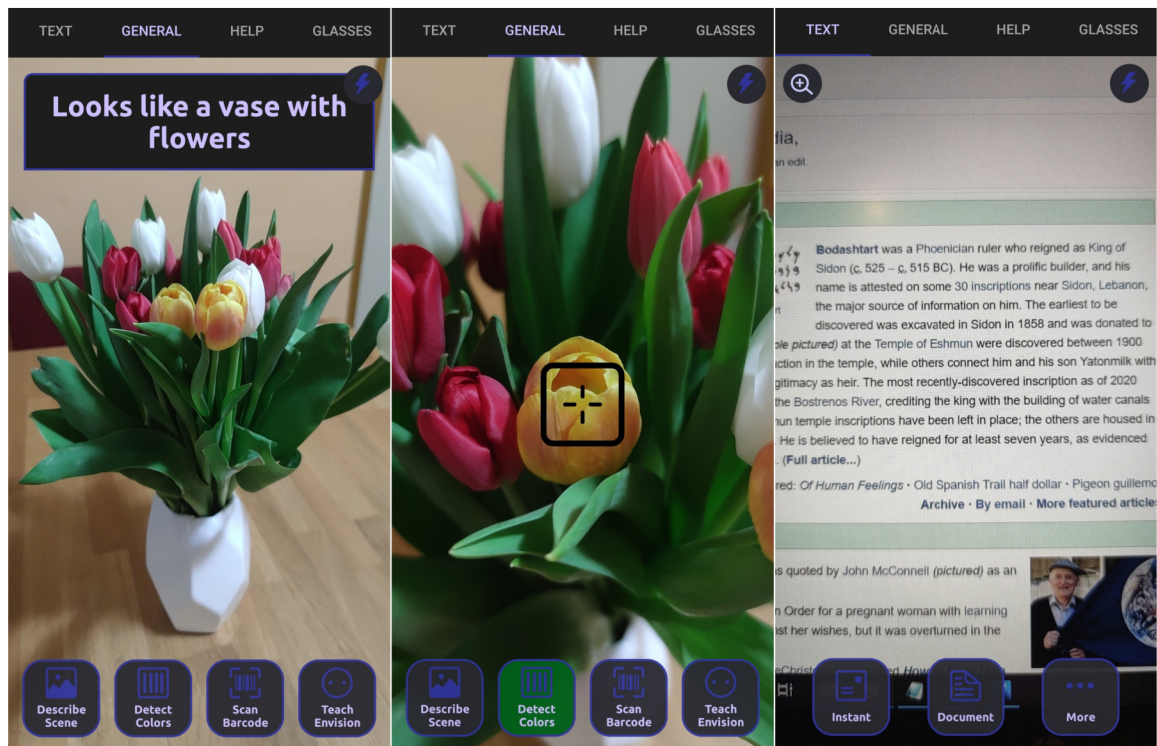 TEXT GENERAL HELP GLASSES
Looks like a vase with
flowers
Describe Scene
Detect Colors
Scan Barcode
Teach Envision
TEXT GENERAL HELP GLASSES
Describe Scene
Detect Colors
Scan Barcode
Teach Envision
TEXT GENERAL HELP GLASSES
dia,
an edit.
Bodashtart was a Phoenician ruler who reigned as King of
Sidon (c. 525 – c. 515 BC). He was a prolific builder, and his
name is attested on some 30 inscriptions near Sidon, Lebanon,
the major source of information on him. The earliest to be
discovered was excavated in Sidon in 1858 and was donated to
pictured) at the Temple of Eshmun were discovered between 1900
uction in the temple, while others connect him and his son Yatonmilk with
gitimacy as heir. The most recently-discovered inscription as of 2020
the Bostrenos River, crediting the king with the building of water canals
un temple inscriptions have been left in place; the others are housed in
. He is believed to have reigned for at least seven years, as evidenced
. (Full article...)
red: Of Human Feelings · Old Spanish Trail half dollar · Pigeon guillemo
Archive · By email · More featured article
s quoted by John McConnell (pictured) as an
n Order for a pregnant woman with learning
st her wishes, but it was overturned in the
Instant
Document
More